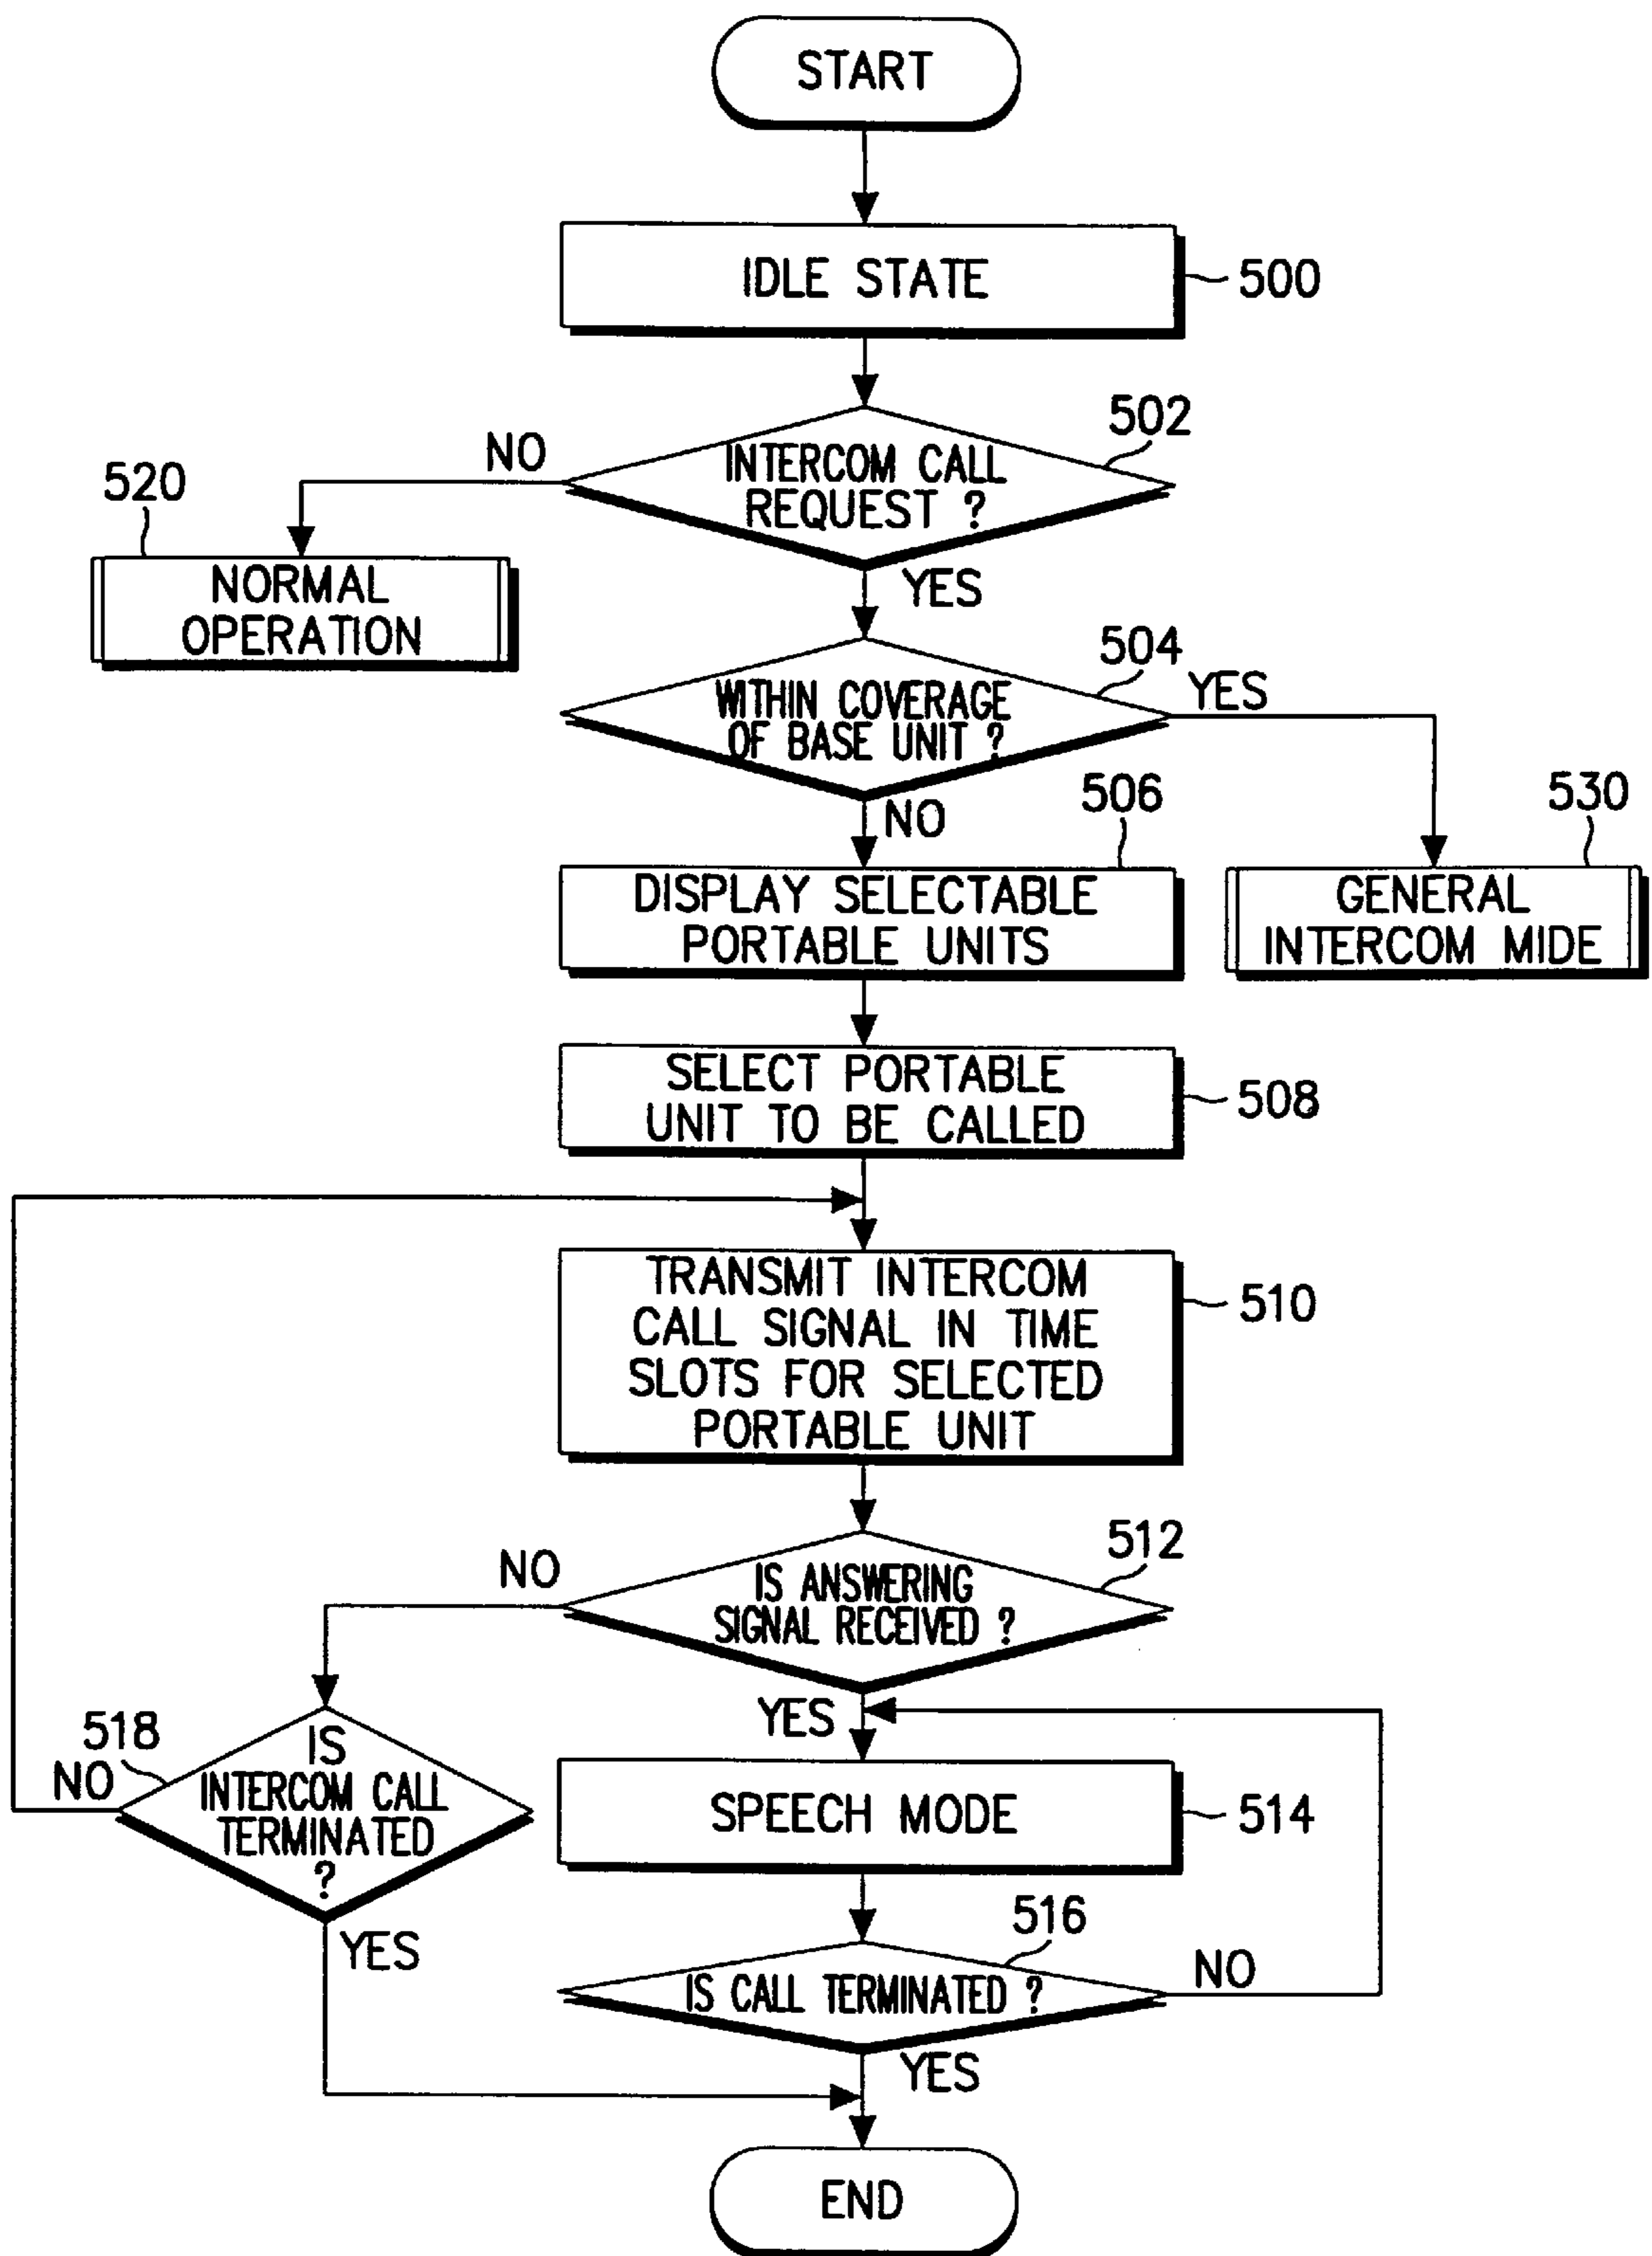 START
IDLE STATE
500
502
NO
INTERCOM CALL
REQUEST ?
520
YES
NORMAL
OPERATION
504
YES
WITHIN COVERAGE
OF BASE UNIT ?
NO
506
530
DISPLAY SELECTABLE
PORTABLE UNITS
GENERAL
INTERCOM MIDE
SELECT PORTABLE
UNIT TO BE CALLED
508
TRANSMIT INTERCOM
CALL SIGNAL IN TIME
SLOTS FOR SELECTED
PORTABLE UNIT
510
512
NO
IS ANSWERING
SIGNAL RECEIVED ?
YES
518
NO
IS
INTERCOM CALL
TERMINATED
?
YES
SPEECH MODE
514
516
IS CALL TERMINATED ?
NO
YES
END